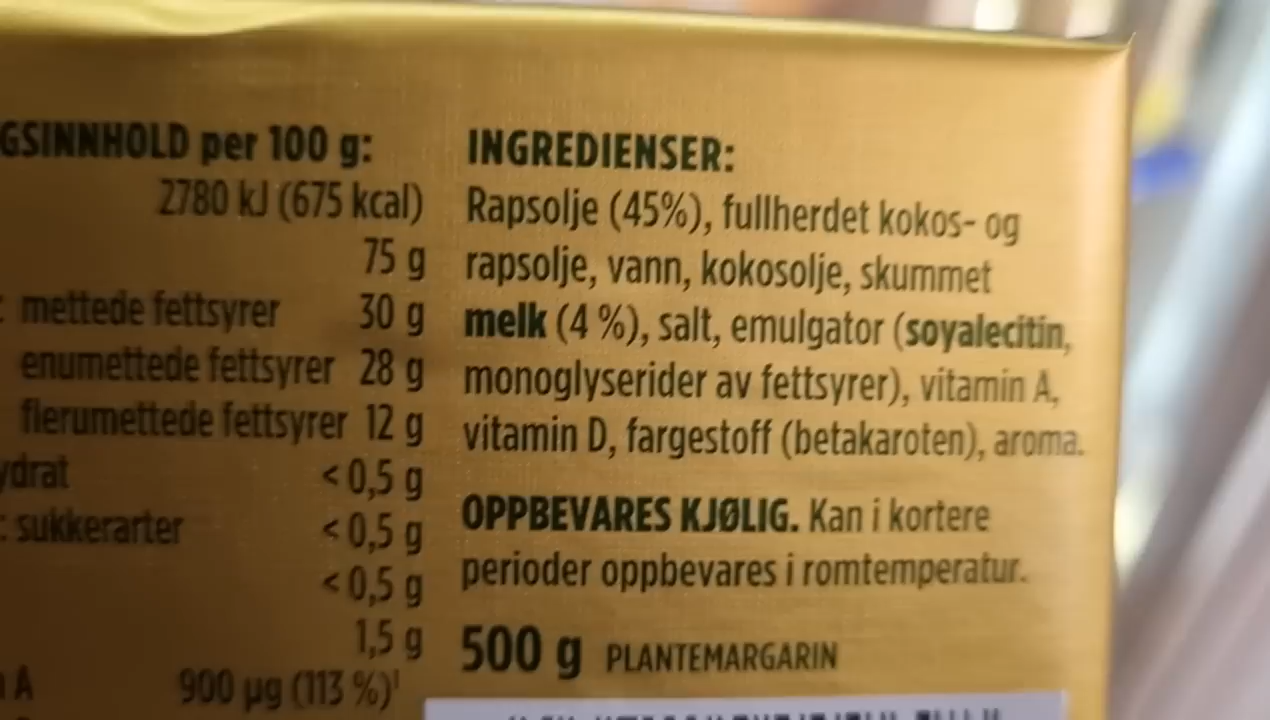 GSINNHOLD per 100 g:
2780 kJ (675 kcal)
75 g
: mettede fettsyrer 30 g
enumettede fettsyrer 28 g
flerumettede fettsyrer 12 g
ydrat <0,5 g
: sukkerarter <0,5 g
<0,5 g
1,5 g
A 900 µg (113 %)¹
INGREDIENSER:
Rapsolje (45%), fullherdet kokos- og
rapsolje, vann, kokosolje, skummet
melk (4 %), salt, emulgator (soyalecitin,
monoglyserider av fettsyrer), vitamin A,
vitamin D, fargestoff (betakaroten), aroma.
OPPBEVARES KJØLIG. Kan i kortere
perioder oppbevares i romtemperatur.
500 g PLANTEMARGARIN